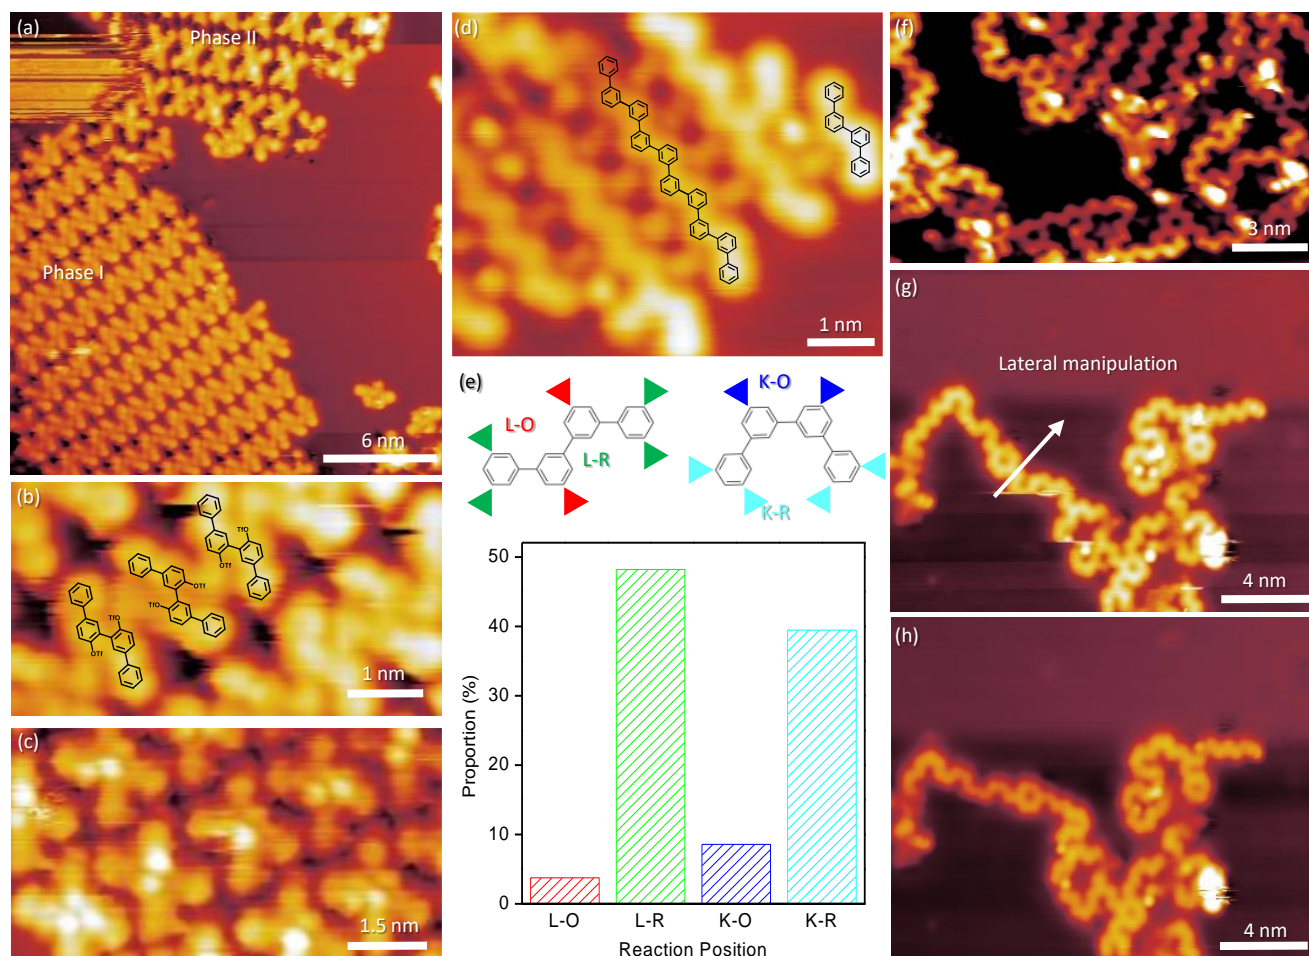 (a)
Phase II
Phase I
6 nm
(b)
TfO
OTf
TfO
OTf
TfO
OTf
1 nm
(c)
1.5 nm
(d)
1 nm
(e)
L-O
L-R
K-O
K-R
50
40
30
20
10
0
Proportion (%)
L-O L-R K-O K-R
Reaction Position
(f)
3 nm
(g)
Lateral manipulation
4 nm
(h)
4 nm